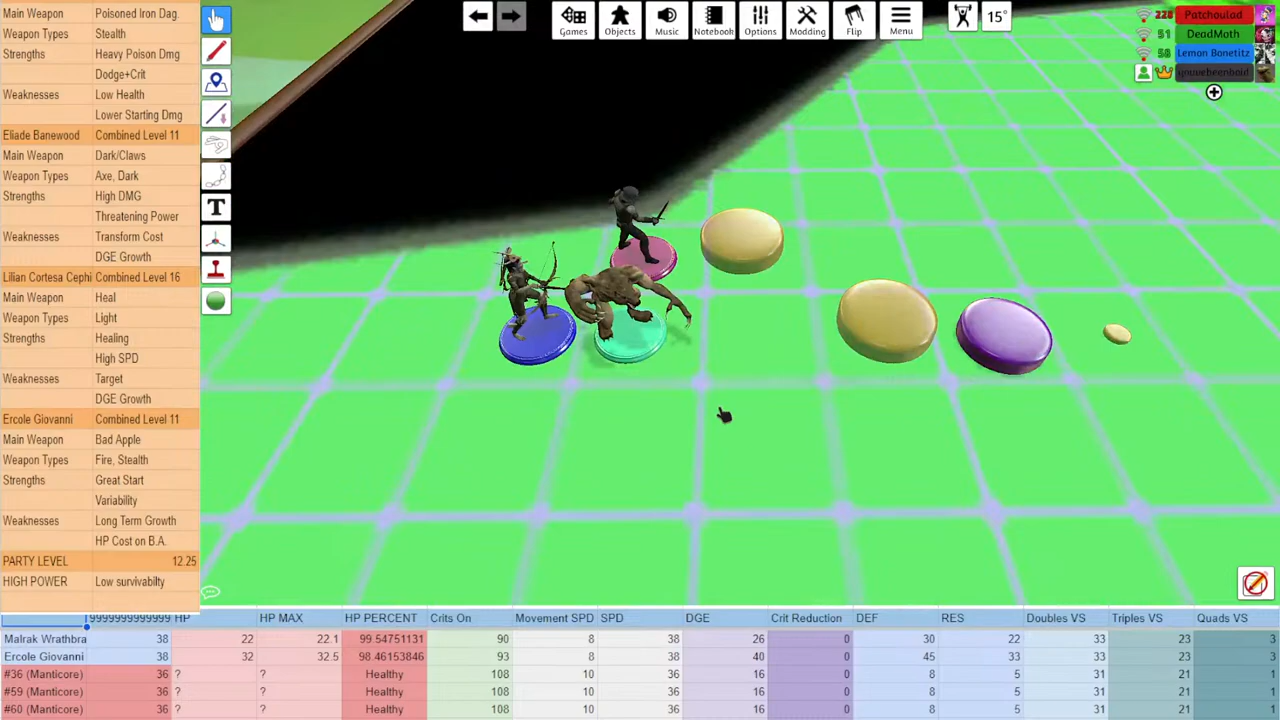 Main Weapon Poisoned Iron Dag.
Weapon Types Stealth
Strengths Heavy Poison Dmg
Dodge+Crit
Weaknesses Low Health
Lower Starting Dmg
Eliade Banewood Combined Level 11
Main Weapon Dark/Claws
Weapon Types Axe, Dark
Strengths High DMG
Threatening Power
Weaknesses Transform Cost
DGE Growth
Lilian Cortesa Cephi Combined Level 16
Main Weapon Heal
Weapon Types Light
Strengths Healing
High SPD
Weaknesses Target
DGE Growth
Ercole Giovanni Combined Level 11
Main Weapon Bad Apple
Weapon Types Fire, Stealth
Strengths Great Start
Variability
Weaknesses Long Term Growth
HP Cost on B.A.
PARTY LEVEL 12.25
HIGH POWER Low survivabilty
T
Games Objects Music Notebook Options Modding Flip Menu 15°
228 Patchoulad
51 DeadMoth
58 Lemon Bonetitz
youvebeenhaid
99999999999999 HP HP MAX HP PERCENT Crits On Movement SPD SPD DGE Crit Reduction DEF RES Doubles VS Triples VS Quads VS
Malrak Wrathbra 38 22 22.1 99.54751131 90 8 38 26 0 30 22 33 23 3
Ercole Giovanni 38 32 32.5 98.46153846 93 8 38 40 0 45 33 33 23 3
#36 (Manticore) 36 ? ? Healthy 108 10 36 16 0 8 5 33 21 1
#59 (Manticore) 36 ? ? Healthy 108 10 36 16 0 8 5 33 21 1
#60 (Manticore) 36 ? ? Healthy 108 10 36 16 0 8 5 33 21 1